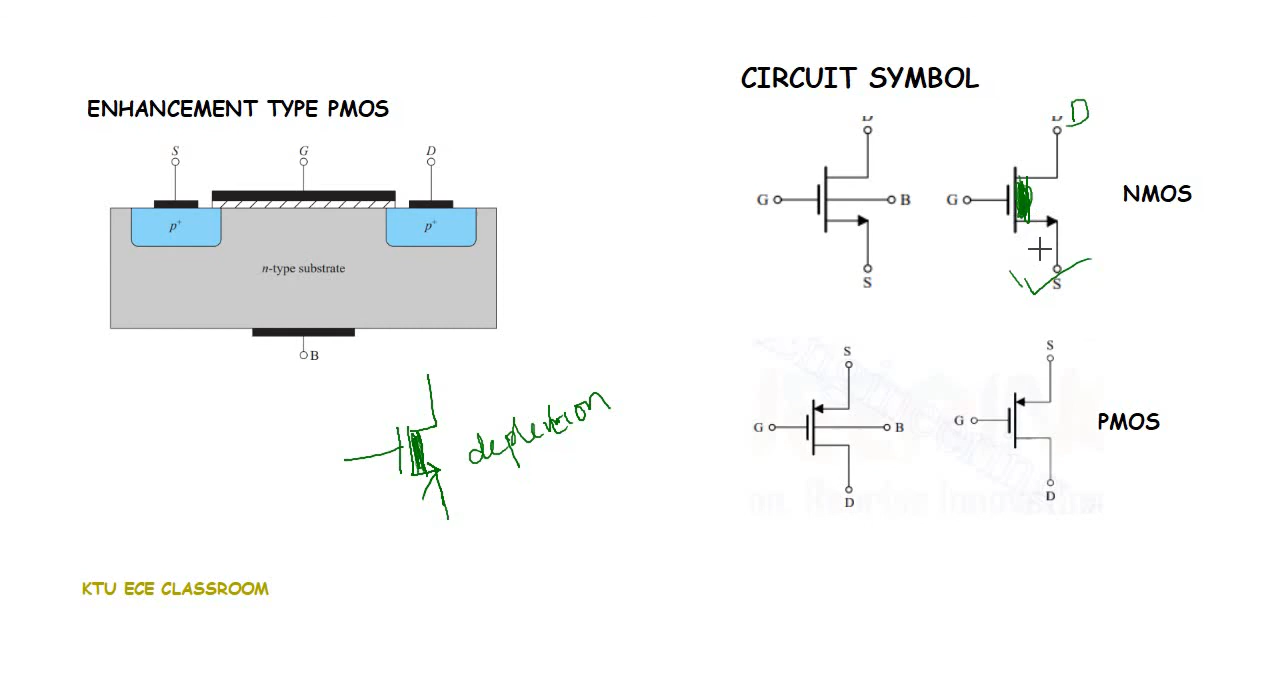 CIRCUIT SYMBOL
ENHANCEMENT TYPE PMOS
S G D
p+ p+
n-type substrate
B
D
G B
S
D
G
S
NMOS
S
G B
D
S
G
D
PMOS
depletion
KTU ECE CLASSROOM